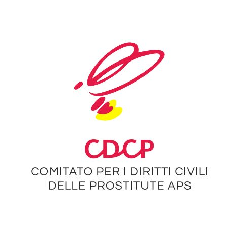 CDCP
COMITATO PER I DIRITTI CIVILI
DELLE PROSTITUTE APS